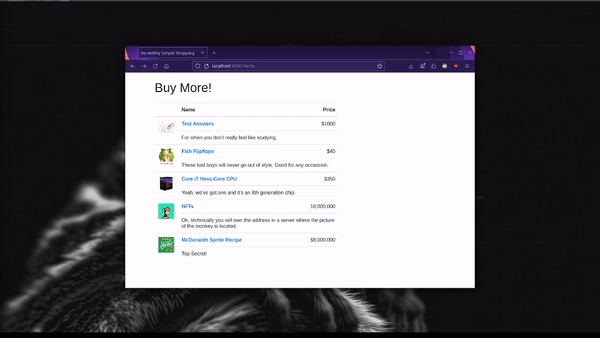 Incredibly Simple Shopping
localhost:8080/items
Buy More!
Name Price
Test Answers $1000
For when you don't really feel like studying.
Fish Flipflops $40
These bad boys will never go out of style. Good for any occasion.
Core i7 Hexa-Core CPU $350
Yeah, we've got one and it's an 8th generation chip.
NFTs 18,000,000
Ok, technically you will own the address in a server where the picture
of the monkey is located.
McDonalds Sprite Recipe $8,000,000
Top Secret!